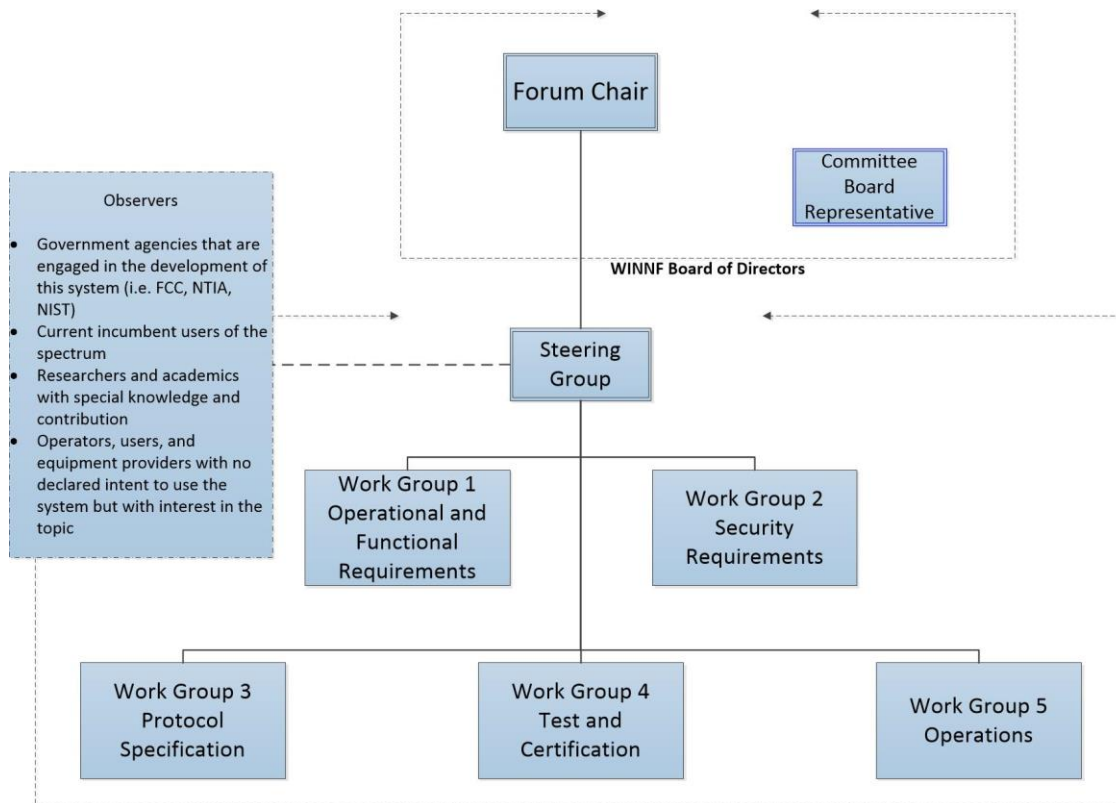 Forum Chair
Committee
Board
Representative
WINNF Board of Directors
Observers
• Government agencies that are
engaged in the development of
this system (i.e. FCC, NTIA,
NIST)
• Current incumbent users of the
spectrum
• Researchers and academics
with special knowledge and
contribution
• Operators, users, and
equipment providers with no
declared intent to use the
system but with interest in the
topic
Steering
Group
Work Group 1
Operational and
Functional
Requirements
Work Group 2
Security
Requirements
Work Group 3
Protocol
Specification
Work Group 4
Test and
Certification
Work Group 5
Operations